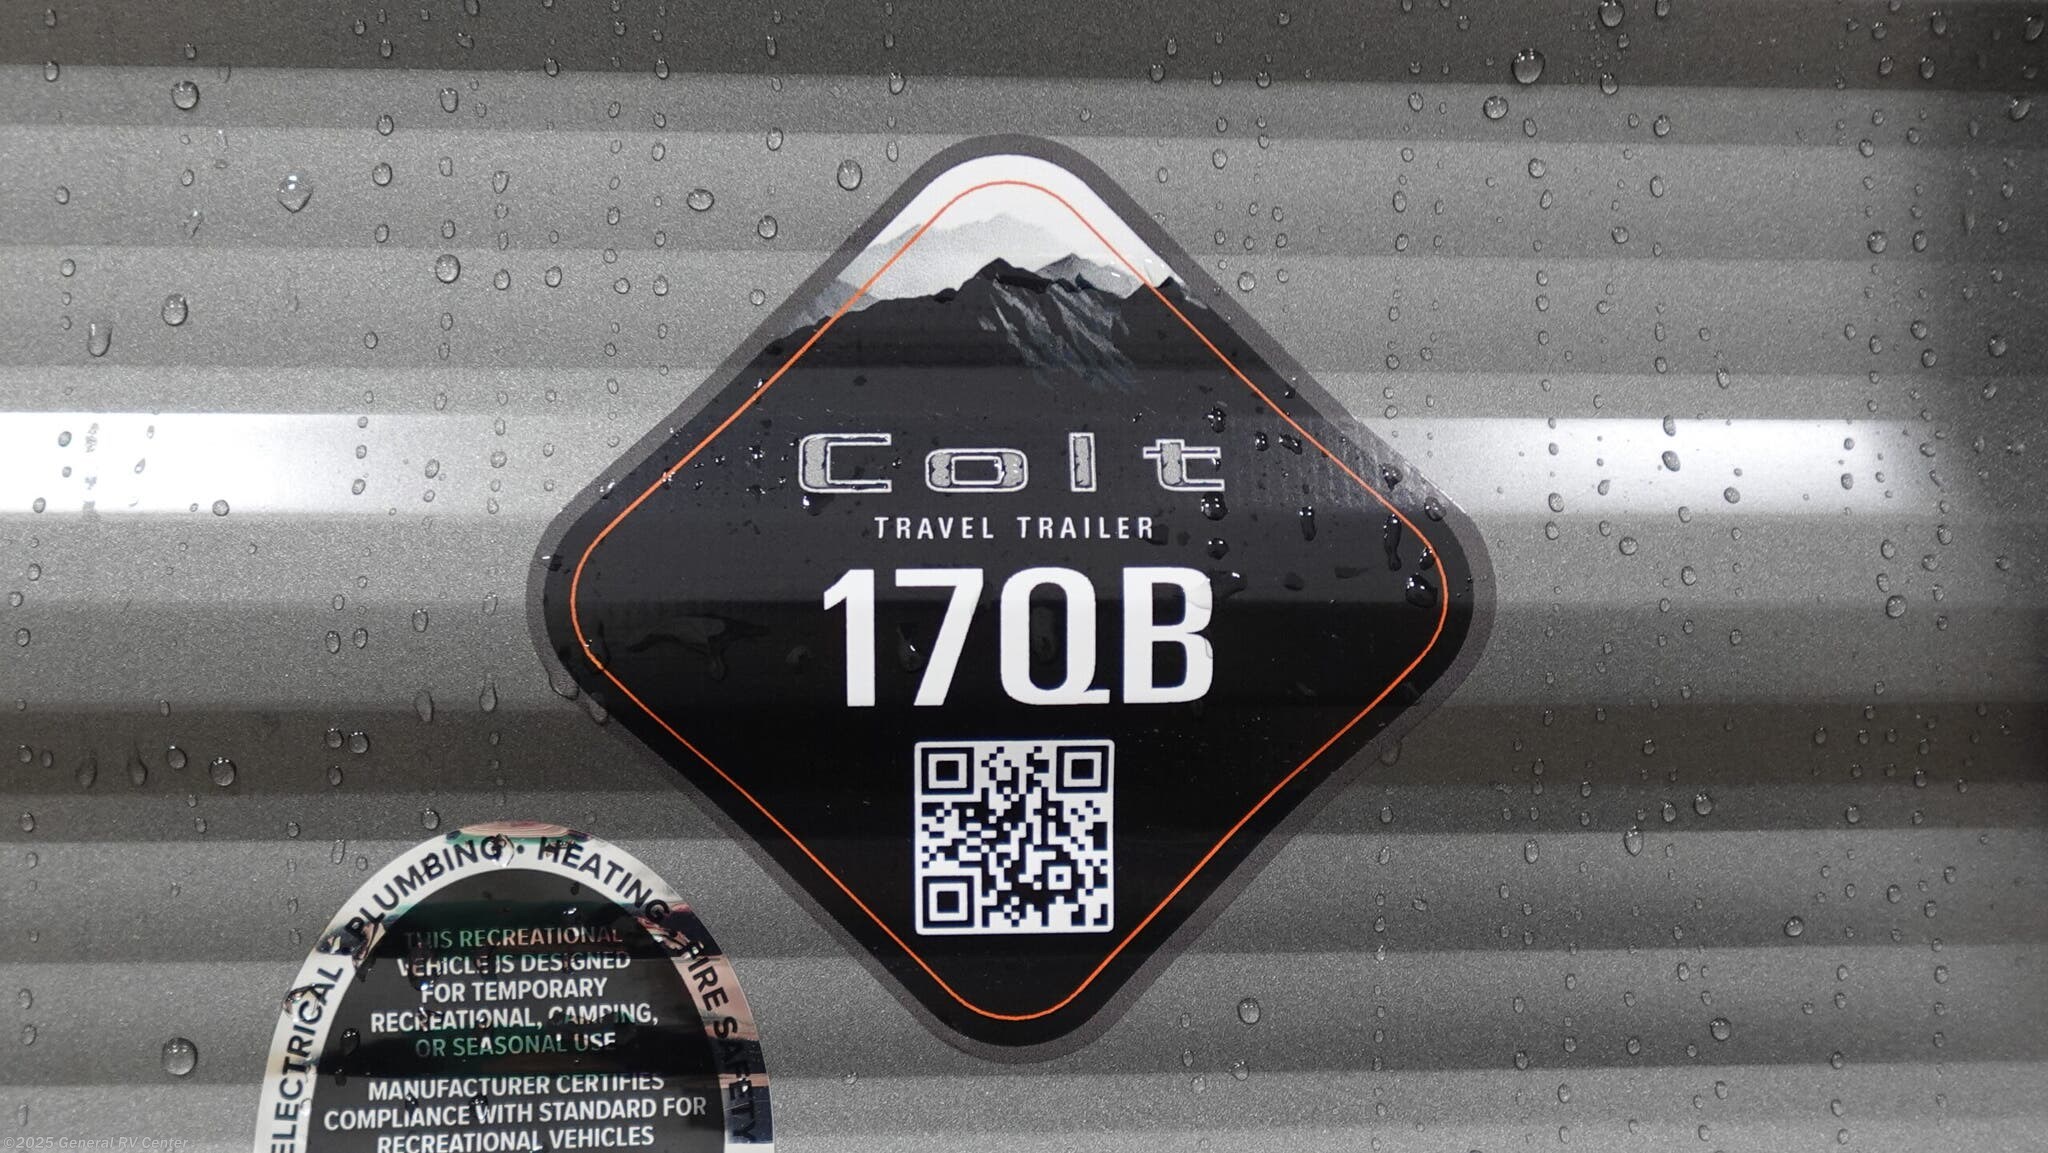 Colt
TRAVEL TRAILER
17QB
ELECTRICAL • PLUMBING • HEATING • FIRE SAFETY
THIS RECREATIONAL
VEHICLE IS DESIGNED
FOR TEMPORARY
RECREATIONAL, CAMPING,
OR SEASONAL USE
MANUFACTURER CERTIFIES
COMPLIANCE WITH STANDARD FOR
RECREATIONAL VEHICLES
©2025 General RV Center